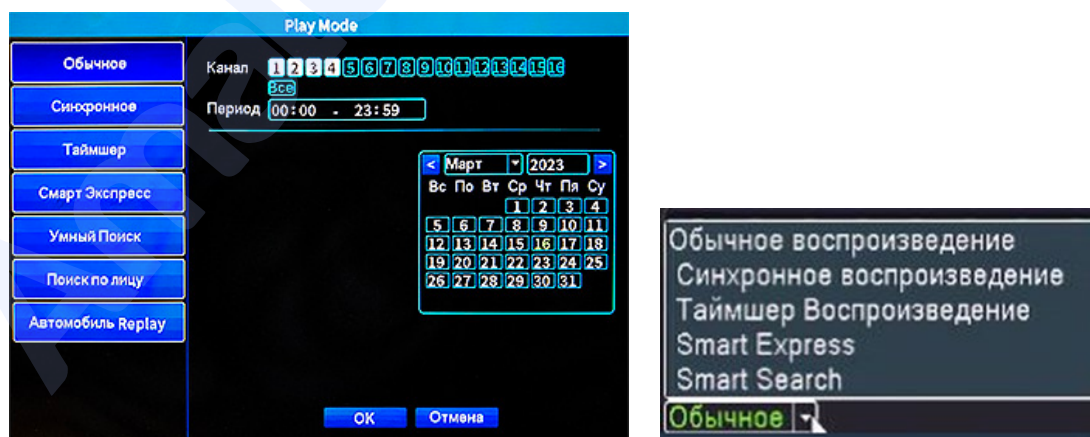 Play Mode
Обычное
Синхронное
Таймшер
Смарт Экспресс
Умный Поиск
Поиск по лицу
Автомобиль Replay
Канал 1 2 3 4 5 6 7 8 9 10 11 12 13 14 15 16
Все
Период 00:00 - 23:59
< Март 2023 >
Вс По Вт Ср Чт Пя Су
1 2 3 4
5 6 7 8 9 10 11
12 13 14 15 16 17 18
19 20 21 22 23 24 25
26 27 28 29 30 31
OK Отмена
Обычное воспроизведение
Синхронное воспроизведение
Таймшер Воспроизведение
Smart Express
Smart Search
Обычное